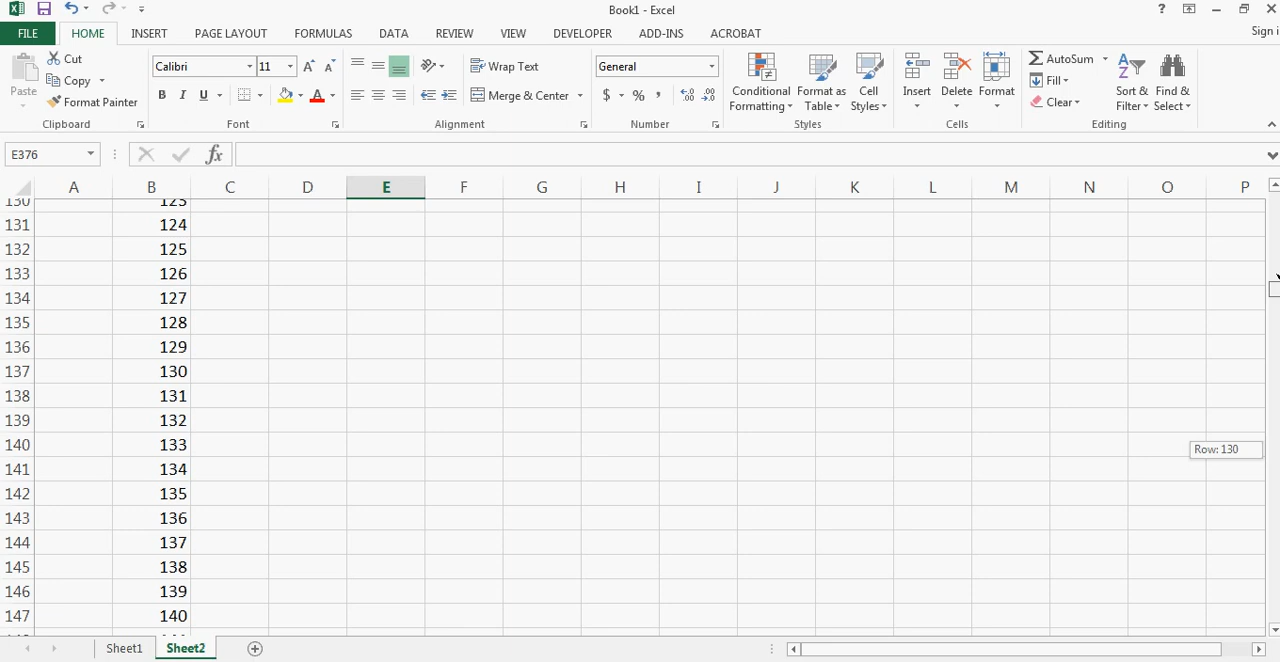 Book1 - Excel
?
FILE HOME INSERT PAGE LAYOUT FORMULAS DATA REVIEW VIEW DEVELOPER ADD-INS ACROBAT Sign i
Paste
Cut
Copy
Format Painter
Clipboard
Calibri 11
B I U A
Font
Wrap Text
Merge & Center
Alignment
General
$ % ,
Number
Conditional Formatting
Format as Table
Cell Styles
Styles
Insert
Delete
Format
Cells
AutoSum
Fill
Clear
Sort & Filter
Find & Select
Editing
E376 fx
A B C D E F G H I J K L M N O P
130 123
131 124
132 125
133 126
134 127
135 128
136 129
137 130
138 131
139 132
140 133
Row: 130
141 134
142 135
143 136
144 137
145 138
146 139
147 140
Sheet1 Sheet2